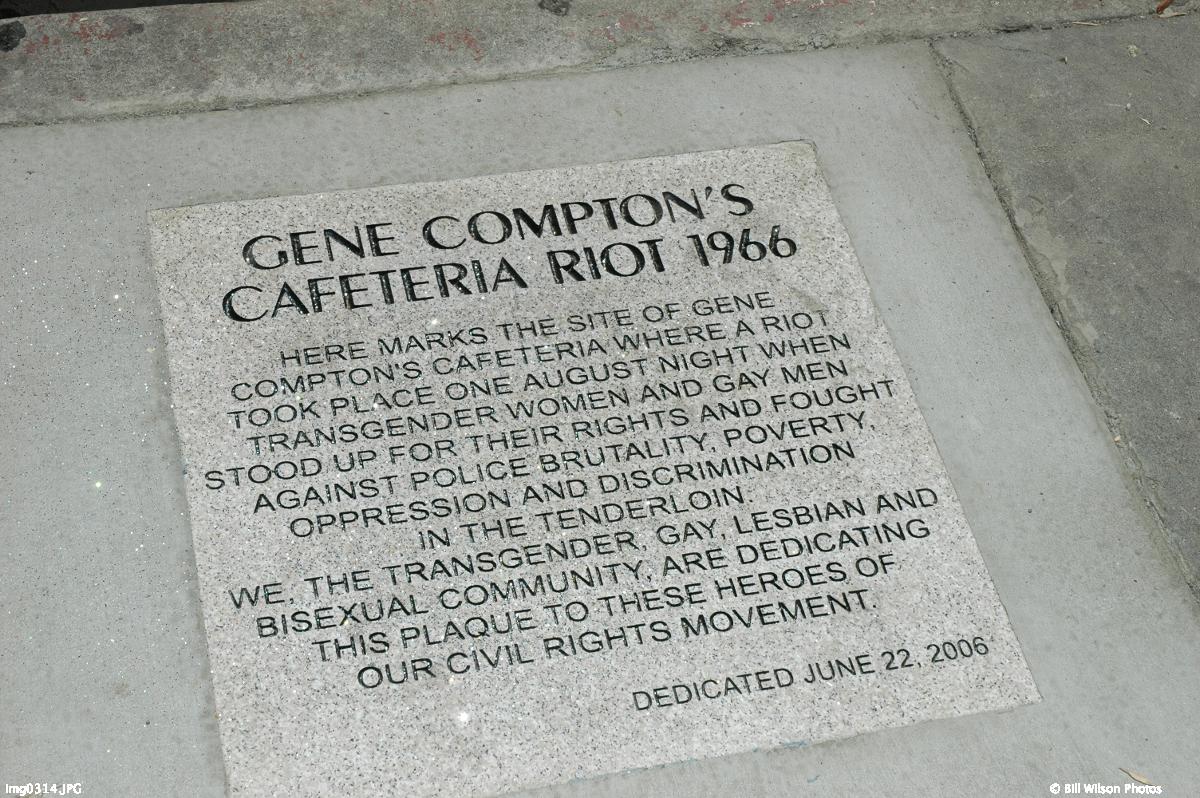 GENE COMPTON'S
CAFETERIA RIOT 1966
HERE MARKS THE SITE OF GENE
COMPTON'S CAFETERIA WHERE A RIOT
TOOK PLACE ONE AUGUST NIGHT WHEN
TRANSGENDER WOMEN AND GAY MEN
STOOD UP FOR THEIR RIGHTS AND FOUGHT
AGAINST POLICE BRUTALITY, POVERTY,
OPPRESSION AND DISCRIMINATION
IN THE TENDERLOIN.
WE, THE TRANSGENDER, GAY, LESBIAN AND
BISEXUAL COMMUNITY, ARE DEDICATING
THIS PLAQUE TO THESE HEROES OF
OUR CIVIL RIGHTS MOVEMENT.
DEDICATED JUNE 22, 2006
Img0314.JPG
© Bill Wilson Photos